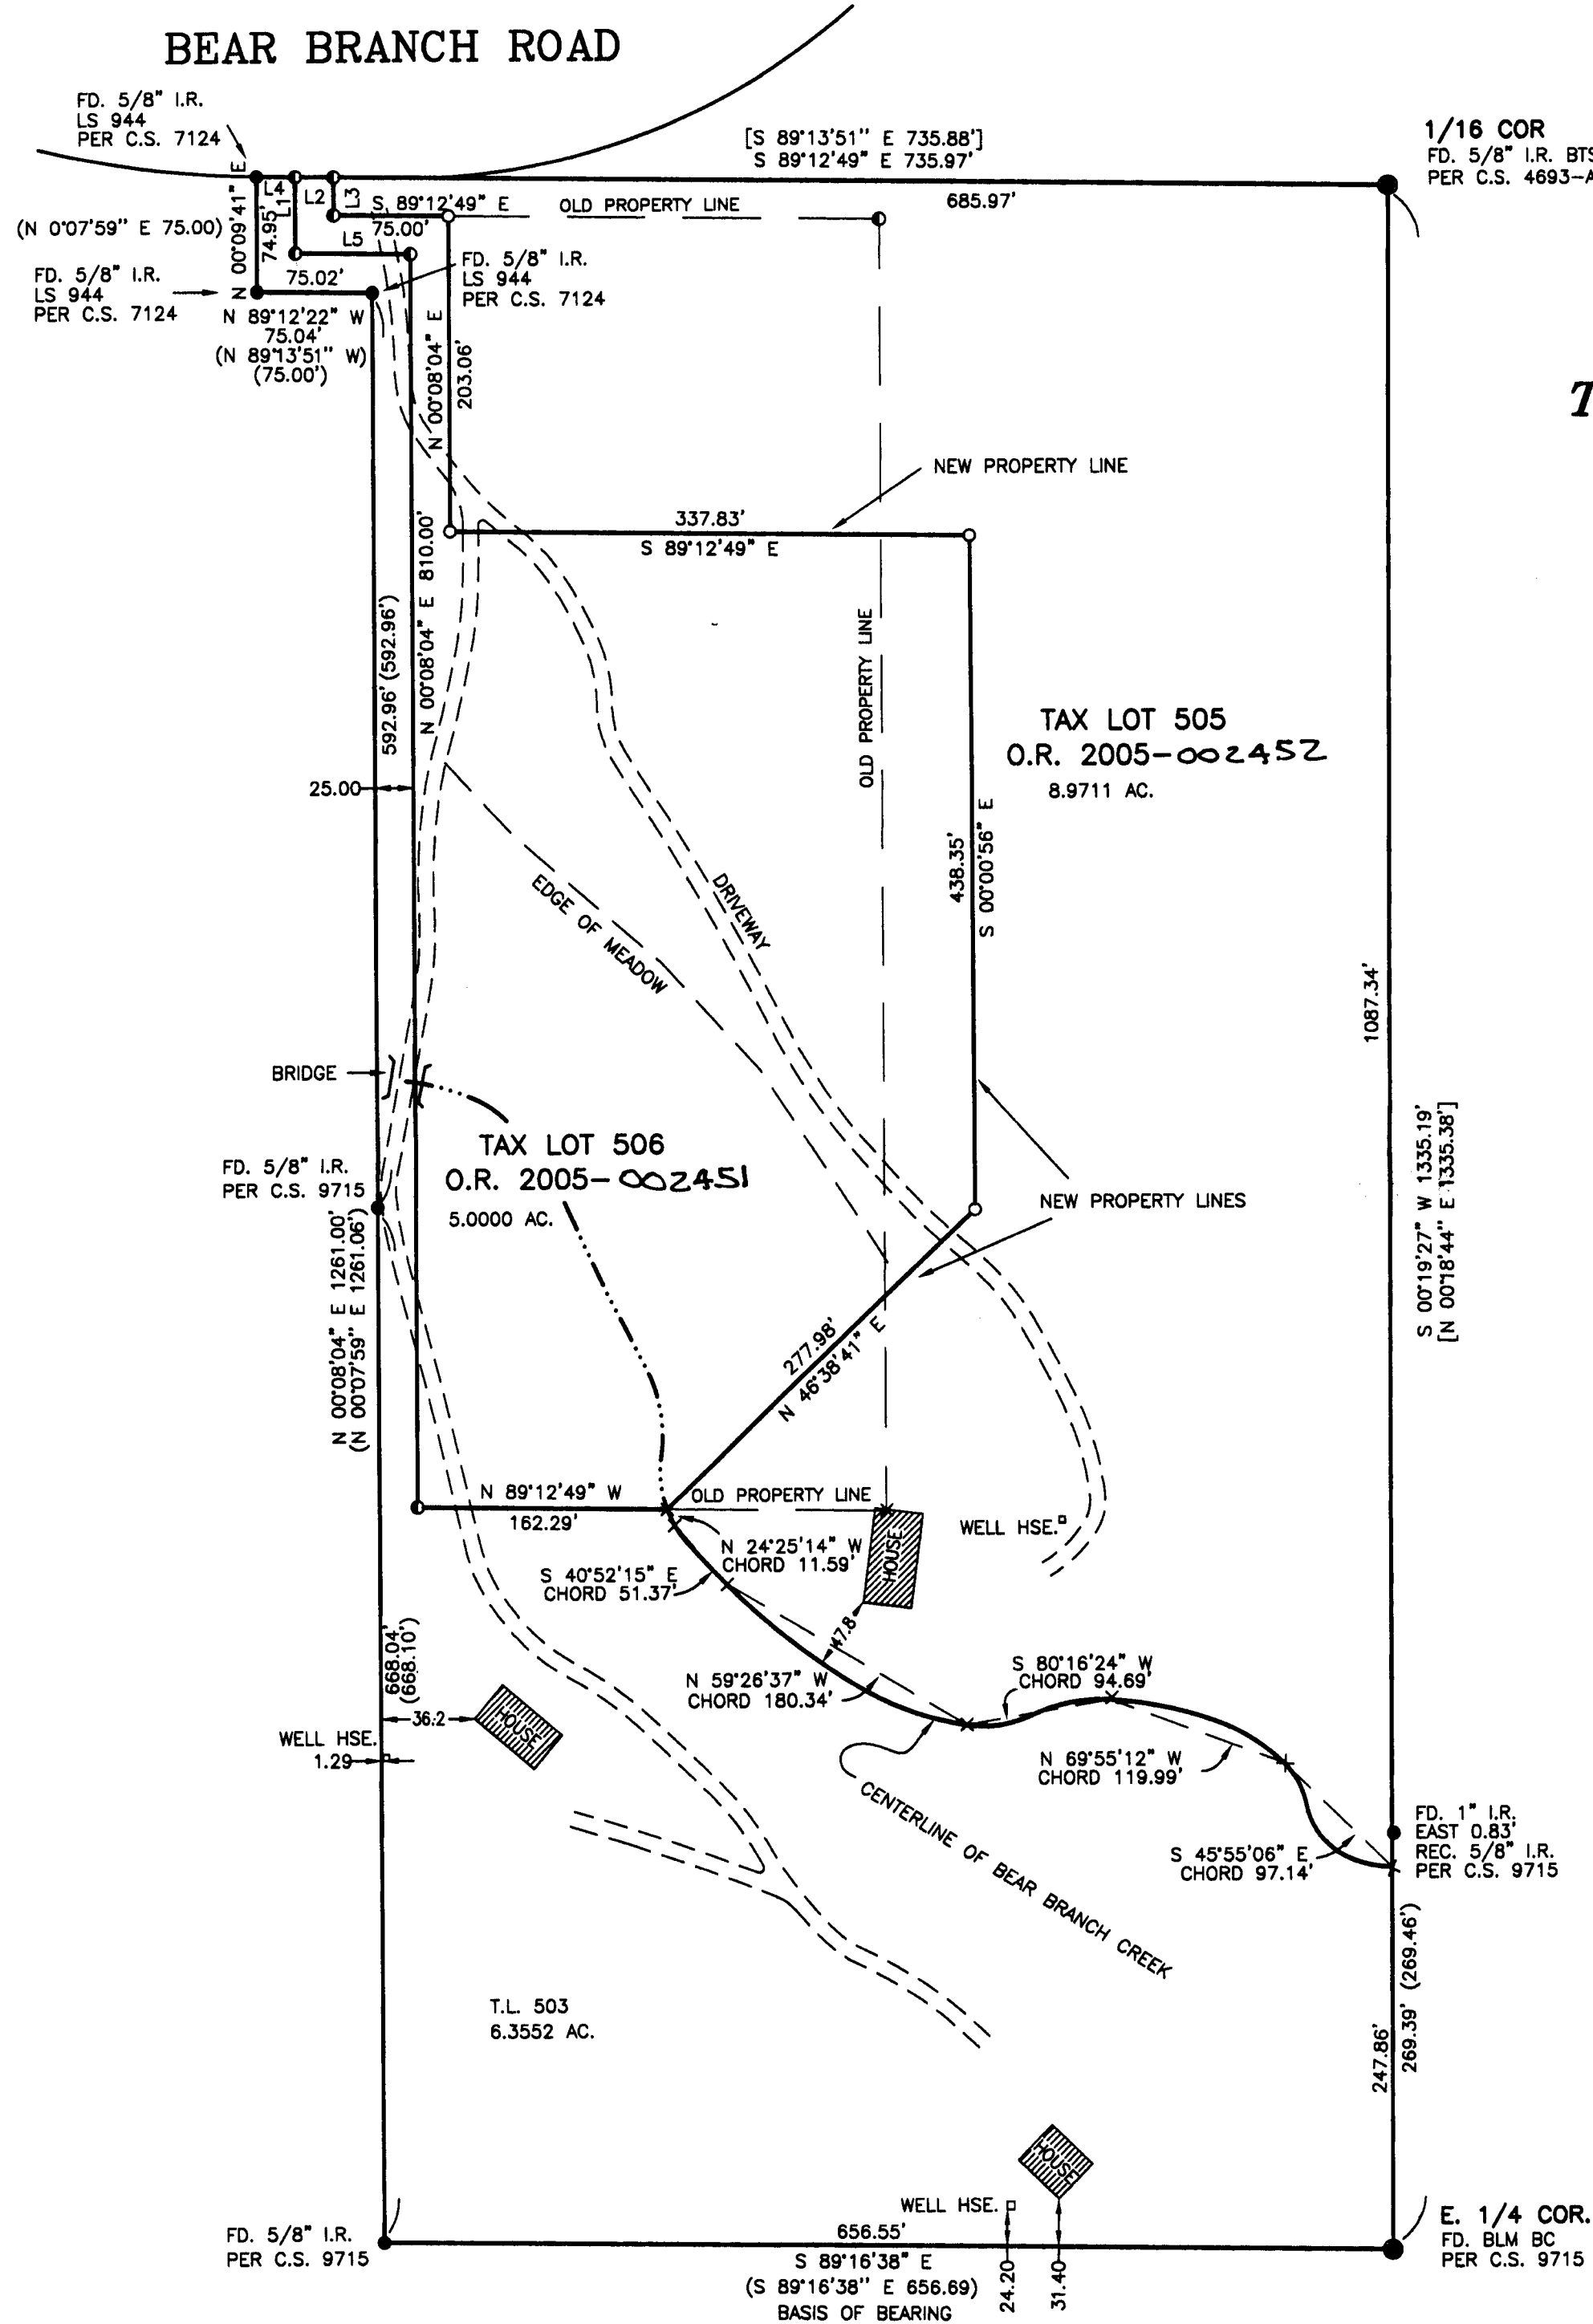 BEAR BRANCH ROAD
FD. 5/8" I.R.
LS 944
PER C.S. 7124
[S 89°13'51" E 735.88']
S 89°12'49" E 735.97'
685.97'
1/16 COR
FD. 5/8" I.R.
PER C.S. 4693-A
L4
L2
L1
L3
N 00°09'41" E
74.95'
(N 0°07'59" E 75.00)
S 89°12'49" E
75.00'
OLD PROPERTY LINE
L5
75.02'
FD. 5/8" I.R.
LS 944
PER C.S. 7124
FD. 5/8" I.R.
LS 944
PER C.S. 7124
N 89°12'22" W
75.04'
(N 89°13'51" W)
(75.00')
N 00°08'04" E
203.06'
T
NEW PROPERTY LINE
337.83'
S 89°12'49" E
592.96' (592.96')
N 00°08'04" E 810.00'
OLD PROPERTY LINE
TAX LOT 505
O.R. 2005-002452
8.9711 AC.
25.00
438.35'
S 00°00'56" E
DRIVEWAY
EDGE OF MEADOW
1087.34'
BRIDGE
TAX LOT 506
O.R. 2005-002451
5.0000 AC.
FD. 5/8" I.R.
PER C.S. 9715
NEW PROPERTY LINES
S 00°19'27" W 1335.19'
[N 00°18'44" E 1335.38']
N 00°08'04" E 1261.00'
(N 00°07'59" E 1261.06')
277.98'
N 46°38'41" E
N 89°12'49" W
162.29'
OLD PROPERTY LINE
N 24°25'14" W
CHORD 11.59'
HOUSE
WELL HSE.
S 40°52'15" E
CHORD 51.37'
47.8
668.04'
(668.10')
N 59°26'37" W
CHORD 180.34'
S 80°16'24" W
CHORD 94.69'
36.2
HOUSE
WELL HSE.
1.29
N 69°55'12" W
CHORD 119.99'
CENTERLINE OF BEAR BRANCH CREEK
S 45°55'06" E
CHORD 97.14'
FD. 1" I.R.
EAST 0.83'
REC. 5/8" I.R.
PER C.S. 9715
T.L. 503
6.3552 AC.
247.86'
269.39' (269.46')
HOUSE
WELL HSE.
24.20
31.40
FD. 5/8" I.R.
PER C.S. 9715
656.55'
S 89°16'38" E
(S 89°16'38" E 656.69)
BASIS OF BEARING
E. 1/4 COR.
FD. BLM BC
PER C.S. 9715